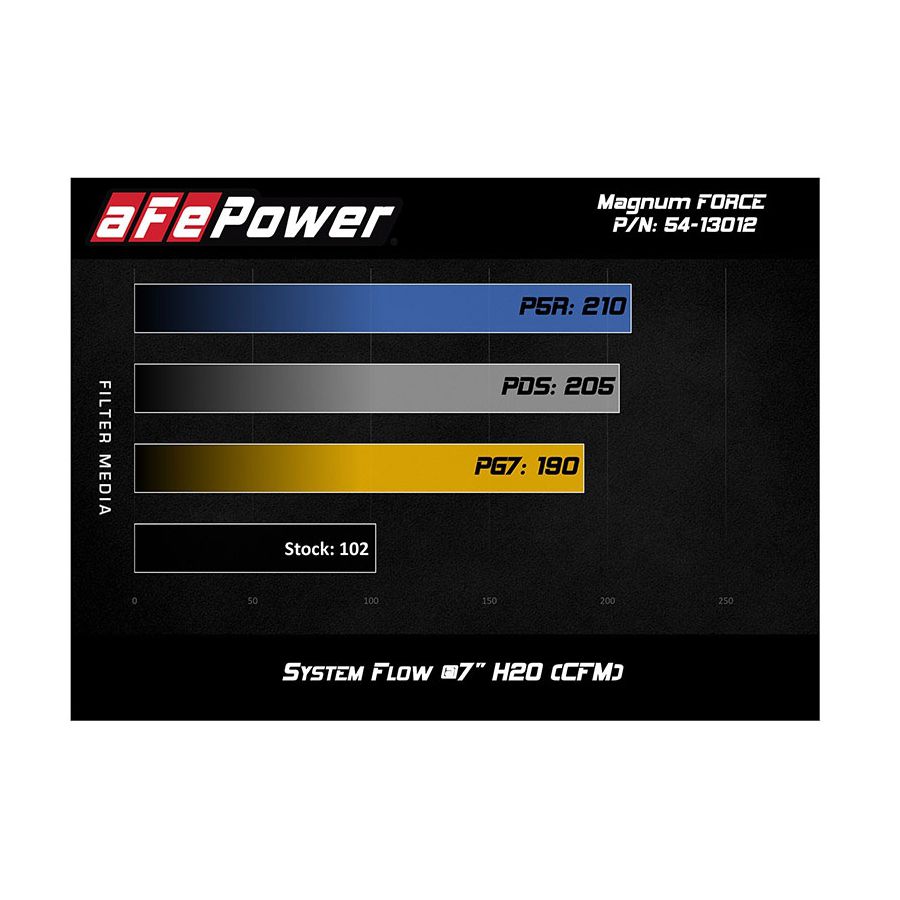 aFe Power
Magnum FORCE
P/N: 54-13012
FILTER MEDIA
P5R: 210
PDS: 205
PG7: 190
Stock: 102
0 50 100 150 200 250
SYSTEM FLOW @7" H2O (CFM)